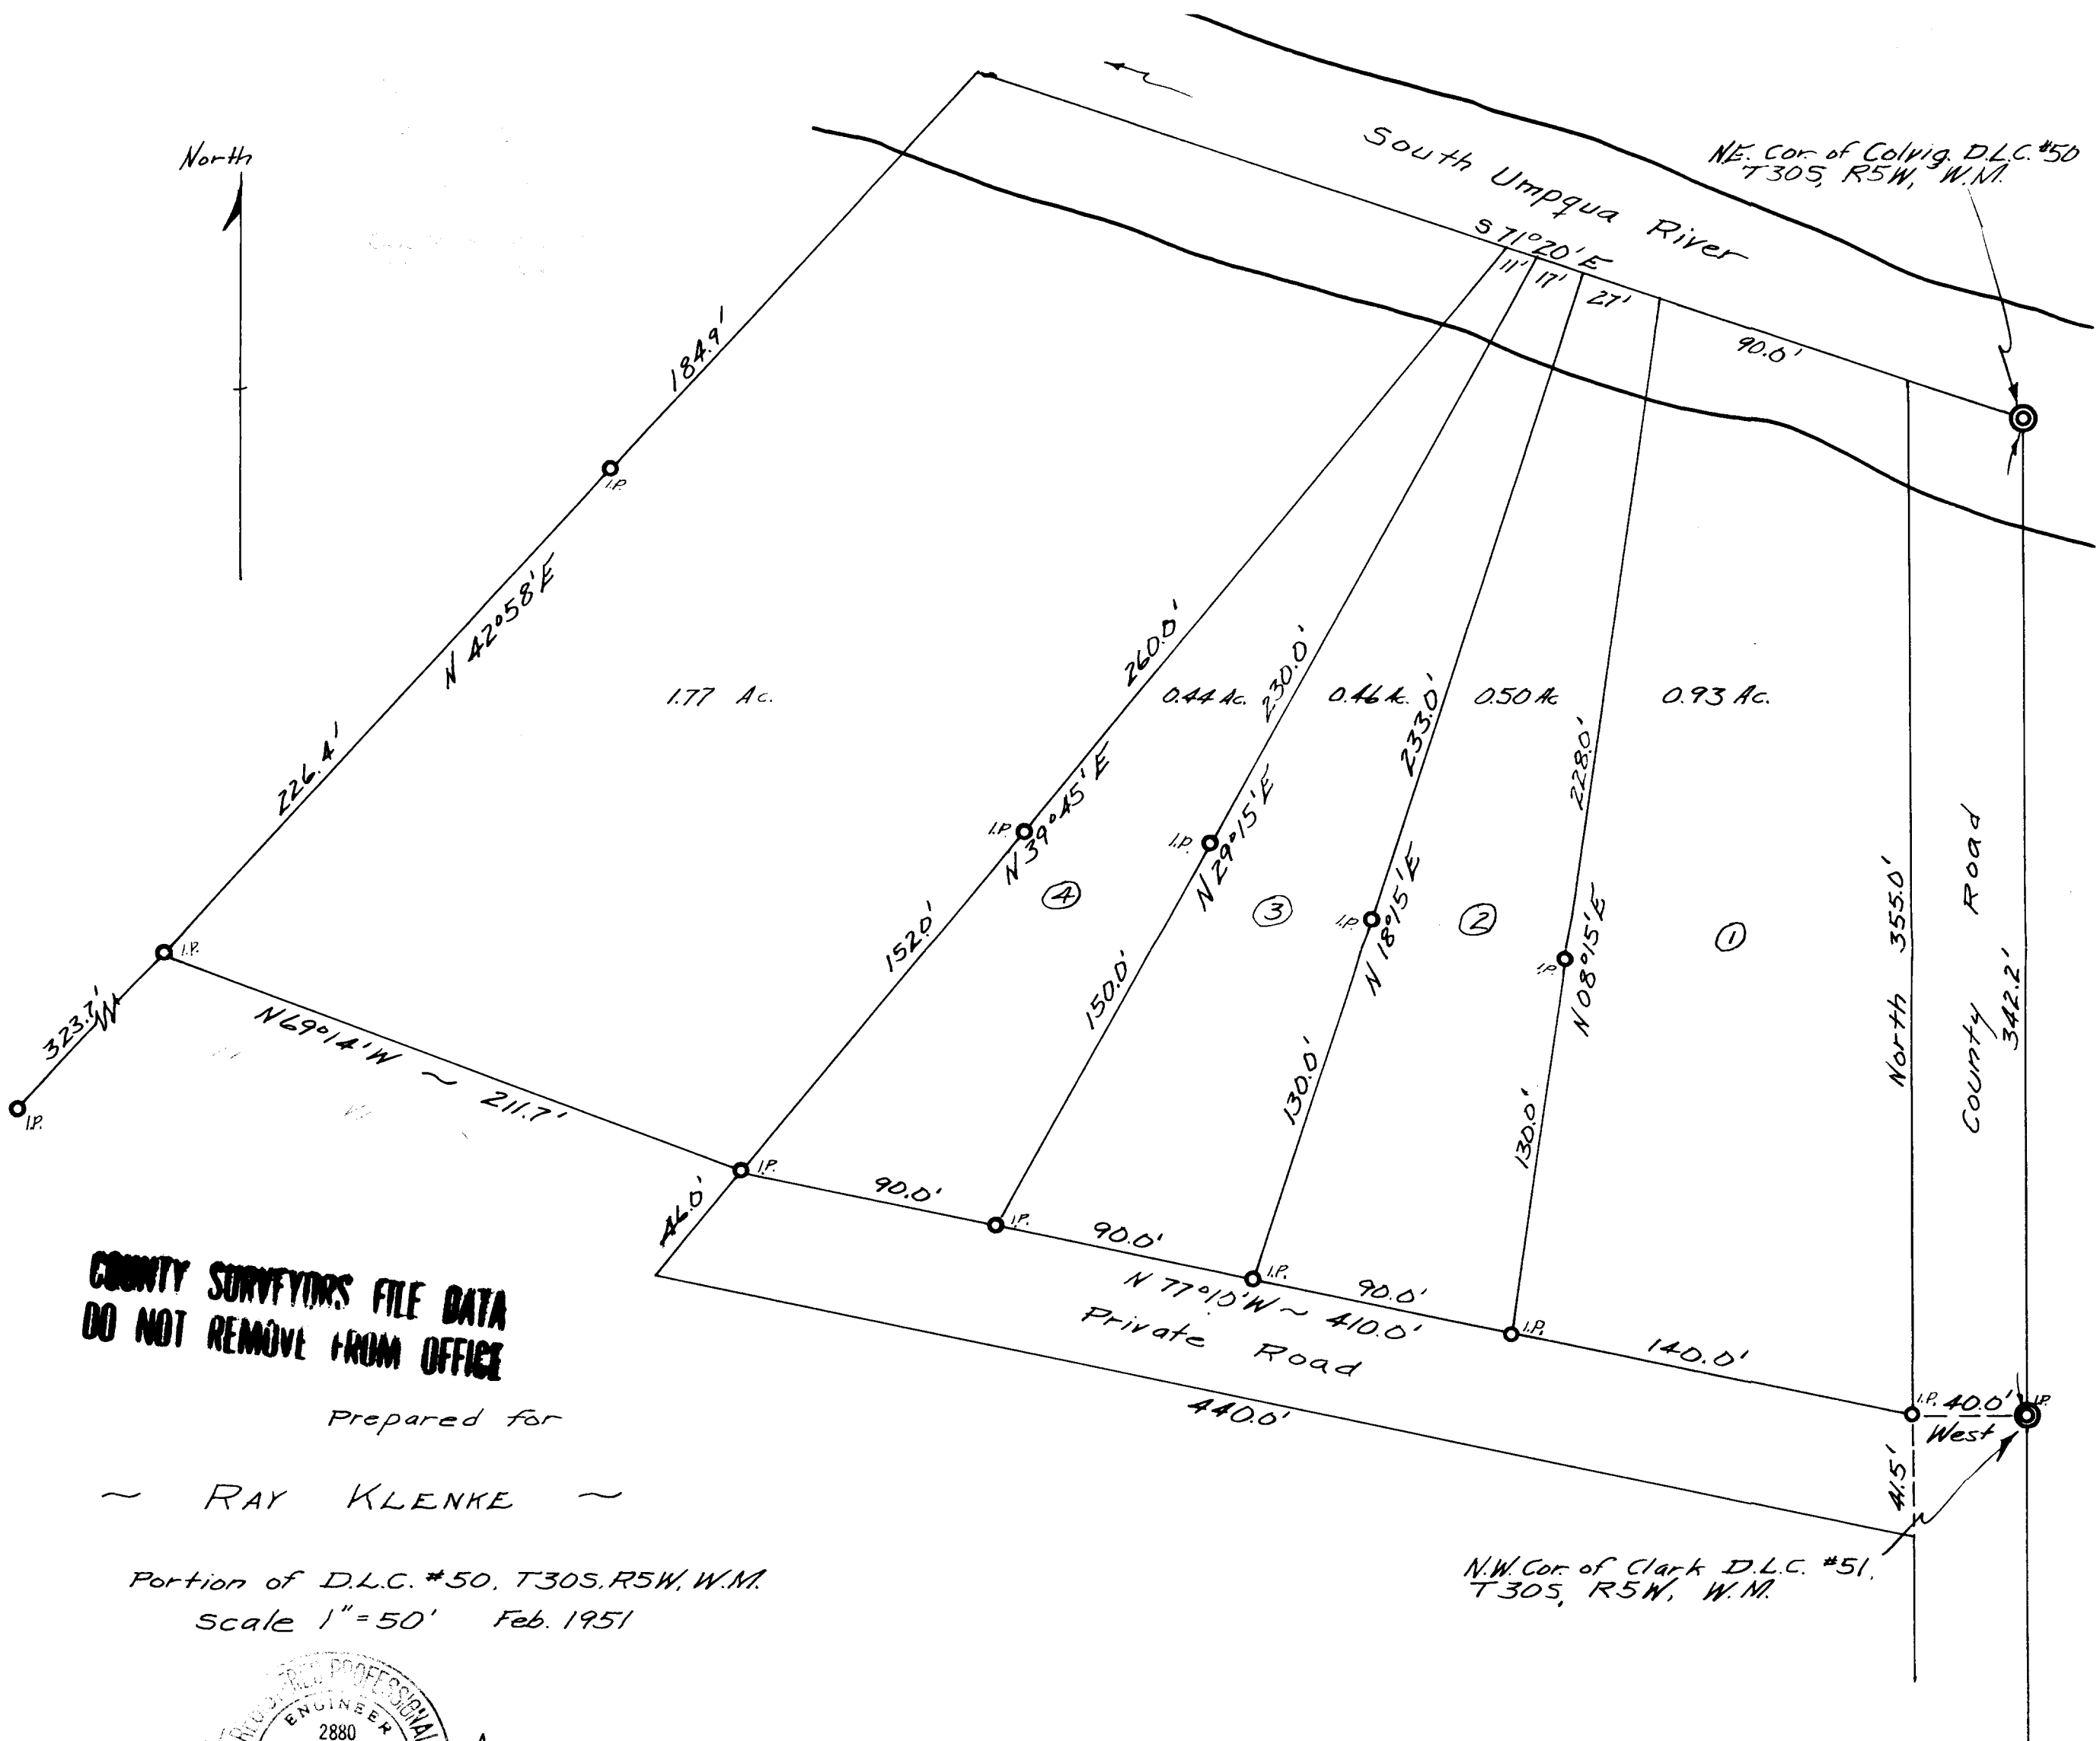 North
South Umpqua River
NE. Cor. of Colvig. D.L.C. #50
T30S, R5W, W.M.
S 71°20' E
11' 17' 27'
90.0'
184.9'
I.P.
N 42°58' E
226.4'
I.P.
323.7'
I.P.
N 69°14' W ~ 211.7'
1.77 Ac.
260.0'
I.P.
N 39°45' E
152.0'
I.P.
46.0'
0.44 Ac.
230.0'
I.P.
N 29°15' E
150.0'
I.P.
④
0.46 Ac.
233.0'
I.P.
N 18°15' E
130.0'
I.P.
③
0.50 Ac
228.0'
I.P.
N 08°15' E
130.0'
I.P.
②
0.93 Ac.
①
North 355.0'
County Road
342.2'
90.0'
90.0'
90.0'
140.0'
N 77°10' W ~ 410.0'
Private Road
440.0'
I.P. 40.0' I.P.
West
41.5'
N.W. Cor. of Clark D.L.C. #51,
T30S, R5W, W.M.
COUNTY SURVEYORS FILE DATA
DO NOT REMOVE FROM OFFICE
Prepared for
~ RAY KLENKE ~
Portion of D.L.C. #50, T30S, R5W, W.M.
Scale 1" = 50' Feb. 1951
REGISTERED PROFESSIONAL
ENGINEER
2880